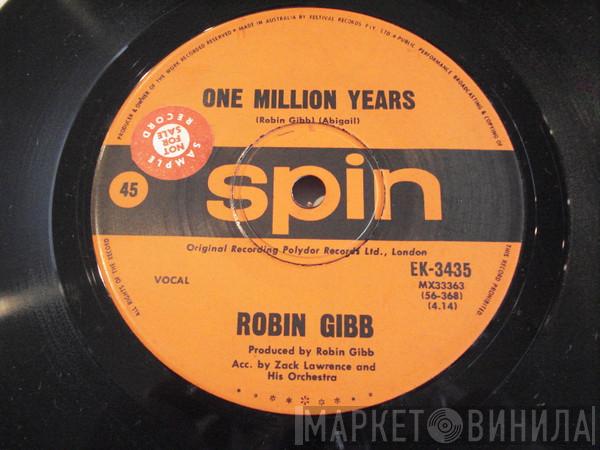 PRODUCER & OWNER OF THE WORK RECORDED RESERVED • MADE IN AUSTRALIA BY FESTIVAL RECORDS PTY. LTD. • PUBLIC PERFORMANCE BROADCASTING &
ONE MILLION YEARS
(Robin Gibb) (Abigail)
SAMPLE RECORD
NOT FOR SALE
45
spin
Original Recording Polydor Records Ltd., London
VOCAL
EK-3435
MX33363
(56-368)
(4.14)
ROBIN GIBB
Produced by Robin Gibb
Acc. by Zack Lawrence and
His Orchestra
ALL RIGHTS OF THE
THIS RECORD PROHIBITED
МАРКЕТ ВИНИЛА